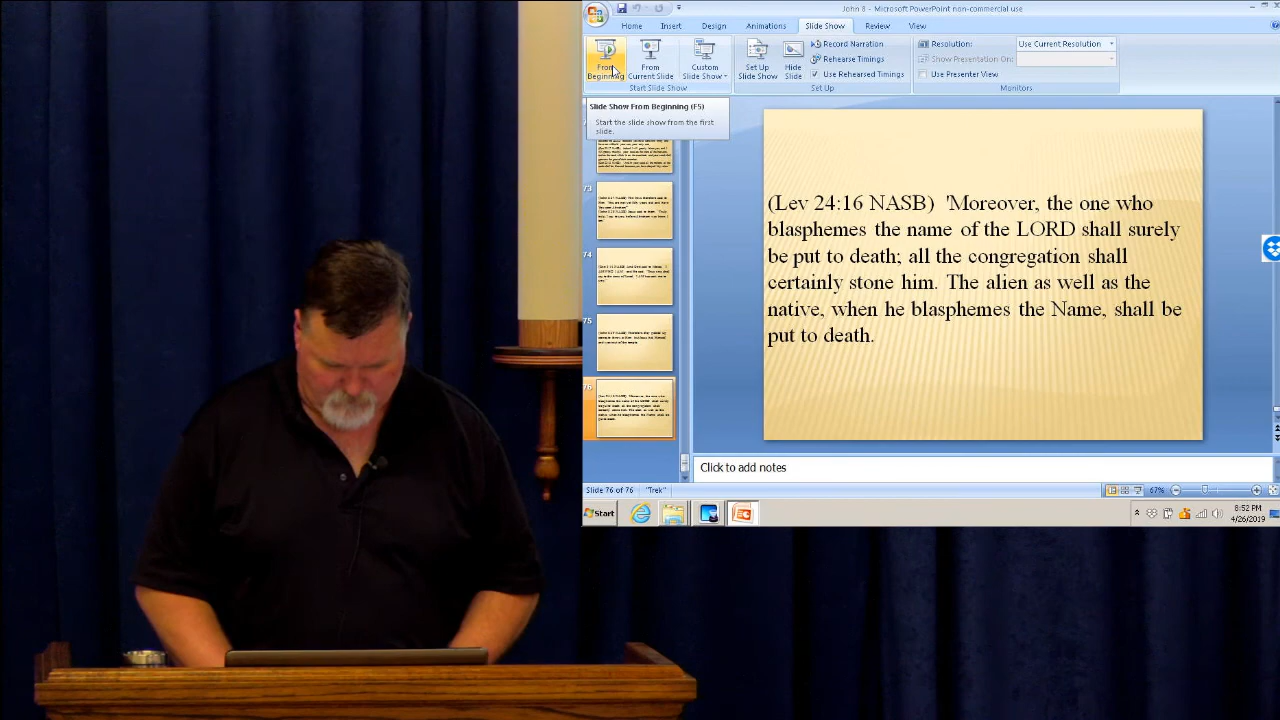 John 8 - Microsoft PowerPoint non-commercial use
Home Insert Design Animations Slide Show Review View
From Beginning
From Current Slide
Custom Slide Show
Start Slide Show
Set Up Slide Show
Hide Slide
Record Narration
Rehearse Timings
Use Rehearsed Timings
Set Up
Resolution: Use Current Resolution
Show Presentation On:
Use Presenter View
Monitors
Slide Show From Beginning (F5)
Start the slide show from the first
slide.
73
74
75
76
(Lev 24:16 NASB) 'Moreover, the one who
blasphemes the name of the LORD shall surely
be put to death; all the congregation shall
certainly stone him. The alien as well as the
native, when he blasphemes the Name, shall be
put to death.
Click to add notes
Slide 76 of 76 "Trek" 67%
Start
8:52 PM
4/26/2019